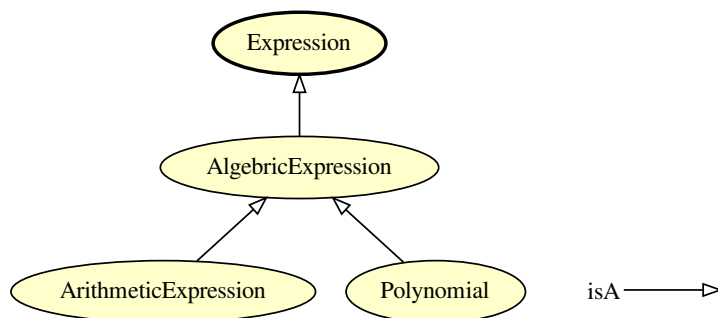 Expression
AlgebricExpression
ArithmeticExpression
Polynomial
isA